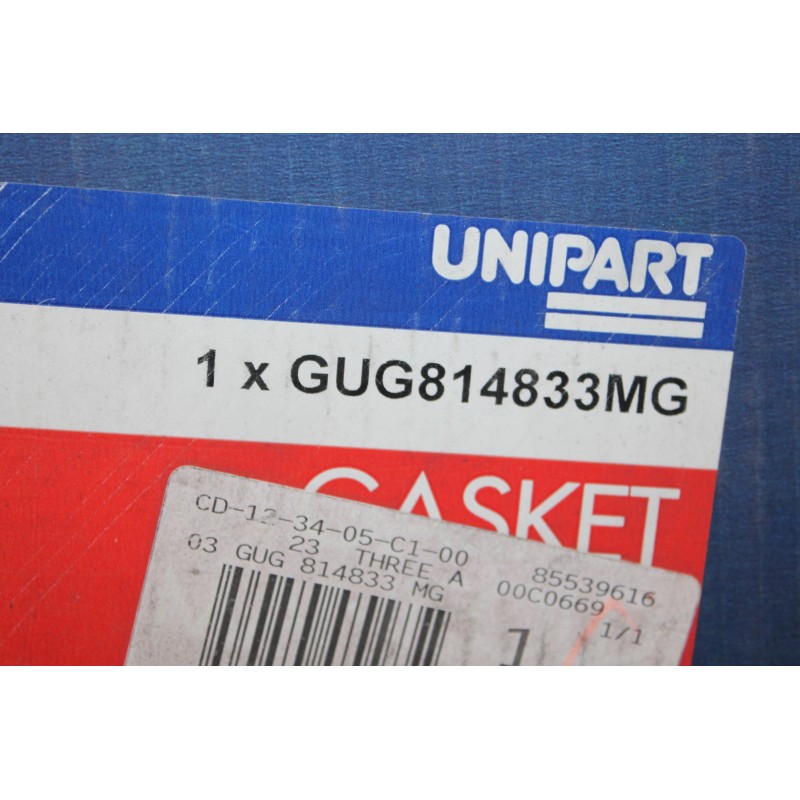 UNIPART
1 x GUG814833MG
GASKET
CD-12-34-05-C1-00
23 THREE A
85539616
03 GUG 814833 MG
00C0669
1/1
1